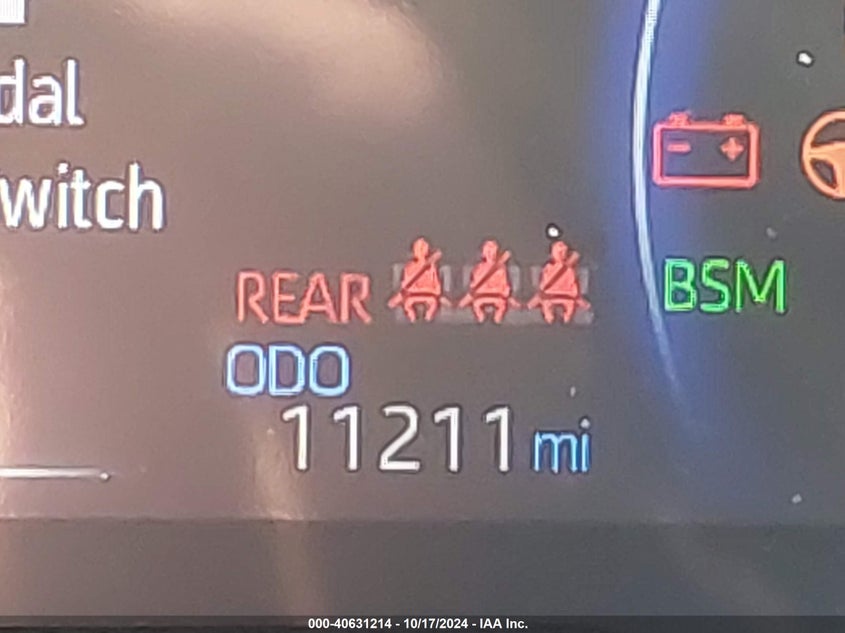 dal
witch
BSM
REAR
ODO
11211 mi
000-40631214 - 10/17/2024 - IAA Inc.